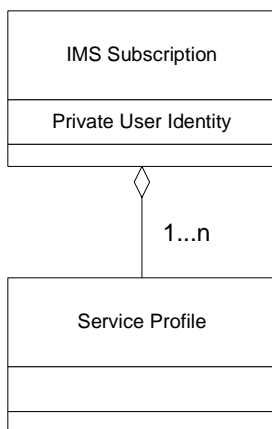 IMS Subscription
Private User Identity
1...n
Service Profile